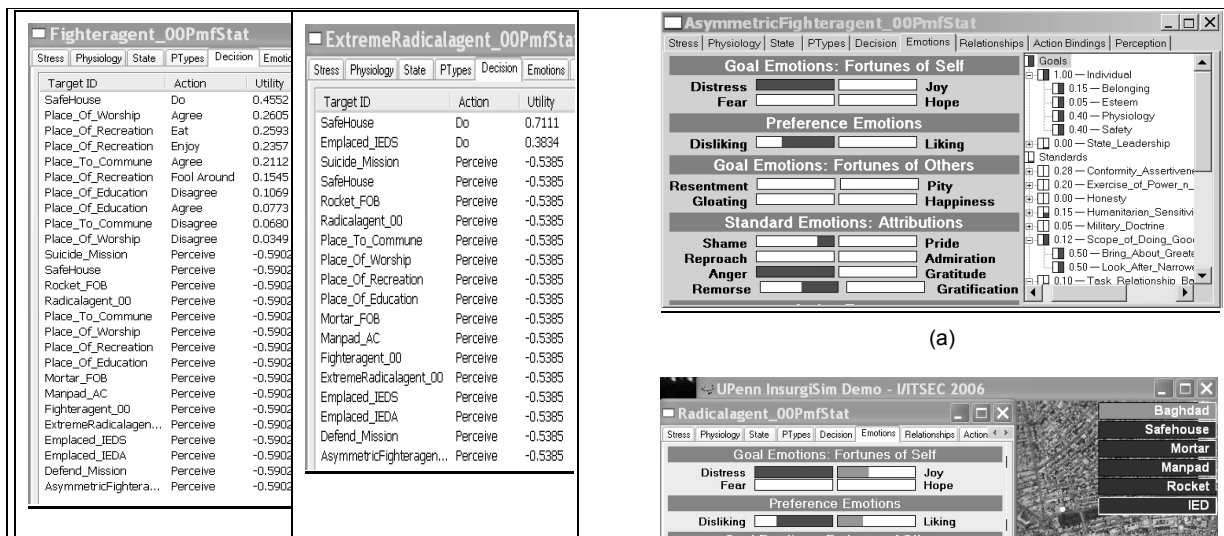 Fighteragent_00PmfStat
Stress Physiology State PTypes Decision
Target ID Action Utility
SafeHouse Do 0.4552
Place_Of_Worship Agree 0.2605
Place_Of_Recreation Eat 0.2593
Place_Of_Recreation Enjoy 0.2357
Place_To_Commune Agree 0.2112
Place_Of_Recreation Fool Around 0.1545
Place_Of_Education Disagree 0.1069
Place_Of_Education Agree 0.0773
Place_To_Commune Disagree 0.0680
Place_Of_Worship Disagree 0.0349
Suicide_Mission Perceive -0.5902
SafeHouse Perceive -0.5902
Rocket_FOB Perceive -0.5902
Radicalagent_00 Perceive -0.5902
Place_To_Commune Perceive -0.5902
Place_Of_Worship Perceive -0.5902
Place_Of_Recreation Perceive -0.5902
Place_Of_Education Perceive -0.5902
Mortar_FOB Perceive -0.5902
Manpad_AC Perceive -0.5902
Fighteragent_00 Perceive -0.5902
ExtremeRadicalagen... Perceive -0.5902
Emplaced_IEDS Perceive -0.5902
Emplaced_IEDA Perceive -0.5902
Defend_Mission Perceive -0.5902
AsymmetricFightera... Perceive -0.5902
ExtremeRadicalagent_00PmfSta
Stress Physiology State PTypes Decision Emotions
Target ID Action Utility
SafeHouse Do 0.7111
Emplaced_IEDS Do 0.3834
Suicide_Mission Perceive -0.5385
SafeHouse Perceive -0.5385
Rocket_FOB Perceive -0.5385
Radicalagent_00 Perceive -0.5385
Place_To_Commune Perceive -0.5385
Place_Of_Worship Perceive -0.5385
Place_Of_Recreation Perceive -0.5385
Place_Of_Education Perceive -0.5385
Mortar_FOB Perceive -0.5385
Manpad_AC Perceive -0.5385
Fighteragent_00 Perceive -0.5385
ExtremeRadicalagent_00 Perceive -0.5385
Emplaced_IEDS Perceive -0.5385
Emplaced_IEDA Perceive -0.5385
Defend_Mission Perceive -0.5385
AsymmetricFighteragen... Perceive -0.5385
AsymmetricFighteragent_00PmfStat
Stress Physiology State PTypes Decision Emotions Relationships Action Bindings Perception
Goal Emotions: Fortunes of Self
Distress Joy
Fear Hope
Preference Emotions
Disliking Liking
Goal Emotions: Fortunes of Others
Resentment Pity
Gloating Happiness
Standard Emotions: Attributions
Shame Pride
Reproach Admiration
Anger Gratitude
Remorse Gratification
Goals
1.00 — Individual
0.15 — Belonging
0.05 — Esteem
0.40 — Physiology
0.40 — Safety
0.00 — State_Leadership
Standards
0.28 — Conformity_Assertivene
0.20 — Exercise_of_Power_n_
0.00 — Honesty
0.15 — Humanitarian_Sensitivi
0.05 — Military_Doctrine
0.12 — Scope_of_Doing_Goo
0.50 — Bring_About_Greate
0.50 — Look_After_Narrowe
0.10 — Task_Relationship_Ba
(a)
UPenn InsurgiSim Demo - I/ITSEC 2006
Radicalagent_00PmfStat
Stress Physiology State PTypes Decision Emotions Relationships Action
Goal Emotions: Fortunes of Self
Distress Joy
Fear Hope
Preference Emotions
Disliking Liking
Baghdad
Safehouse
Mortar
Manpad
Rocket
IED